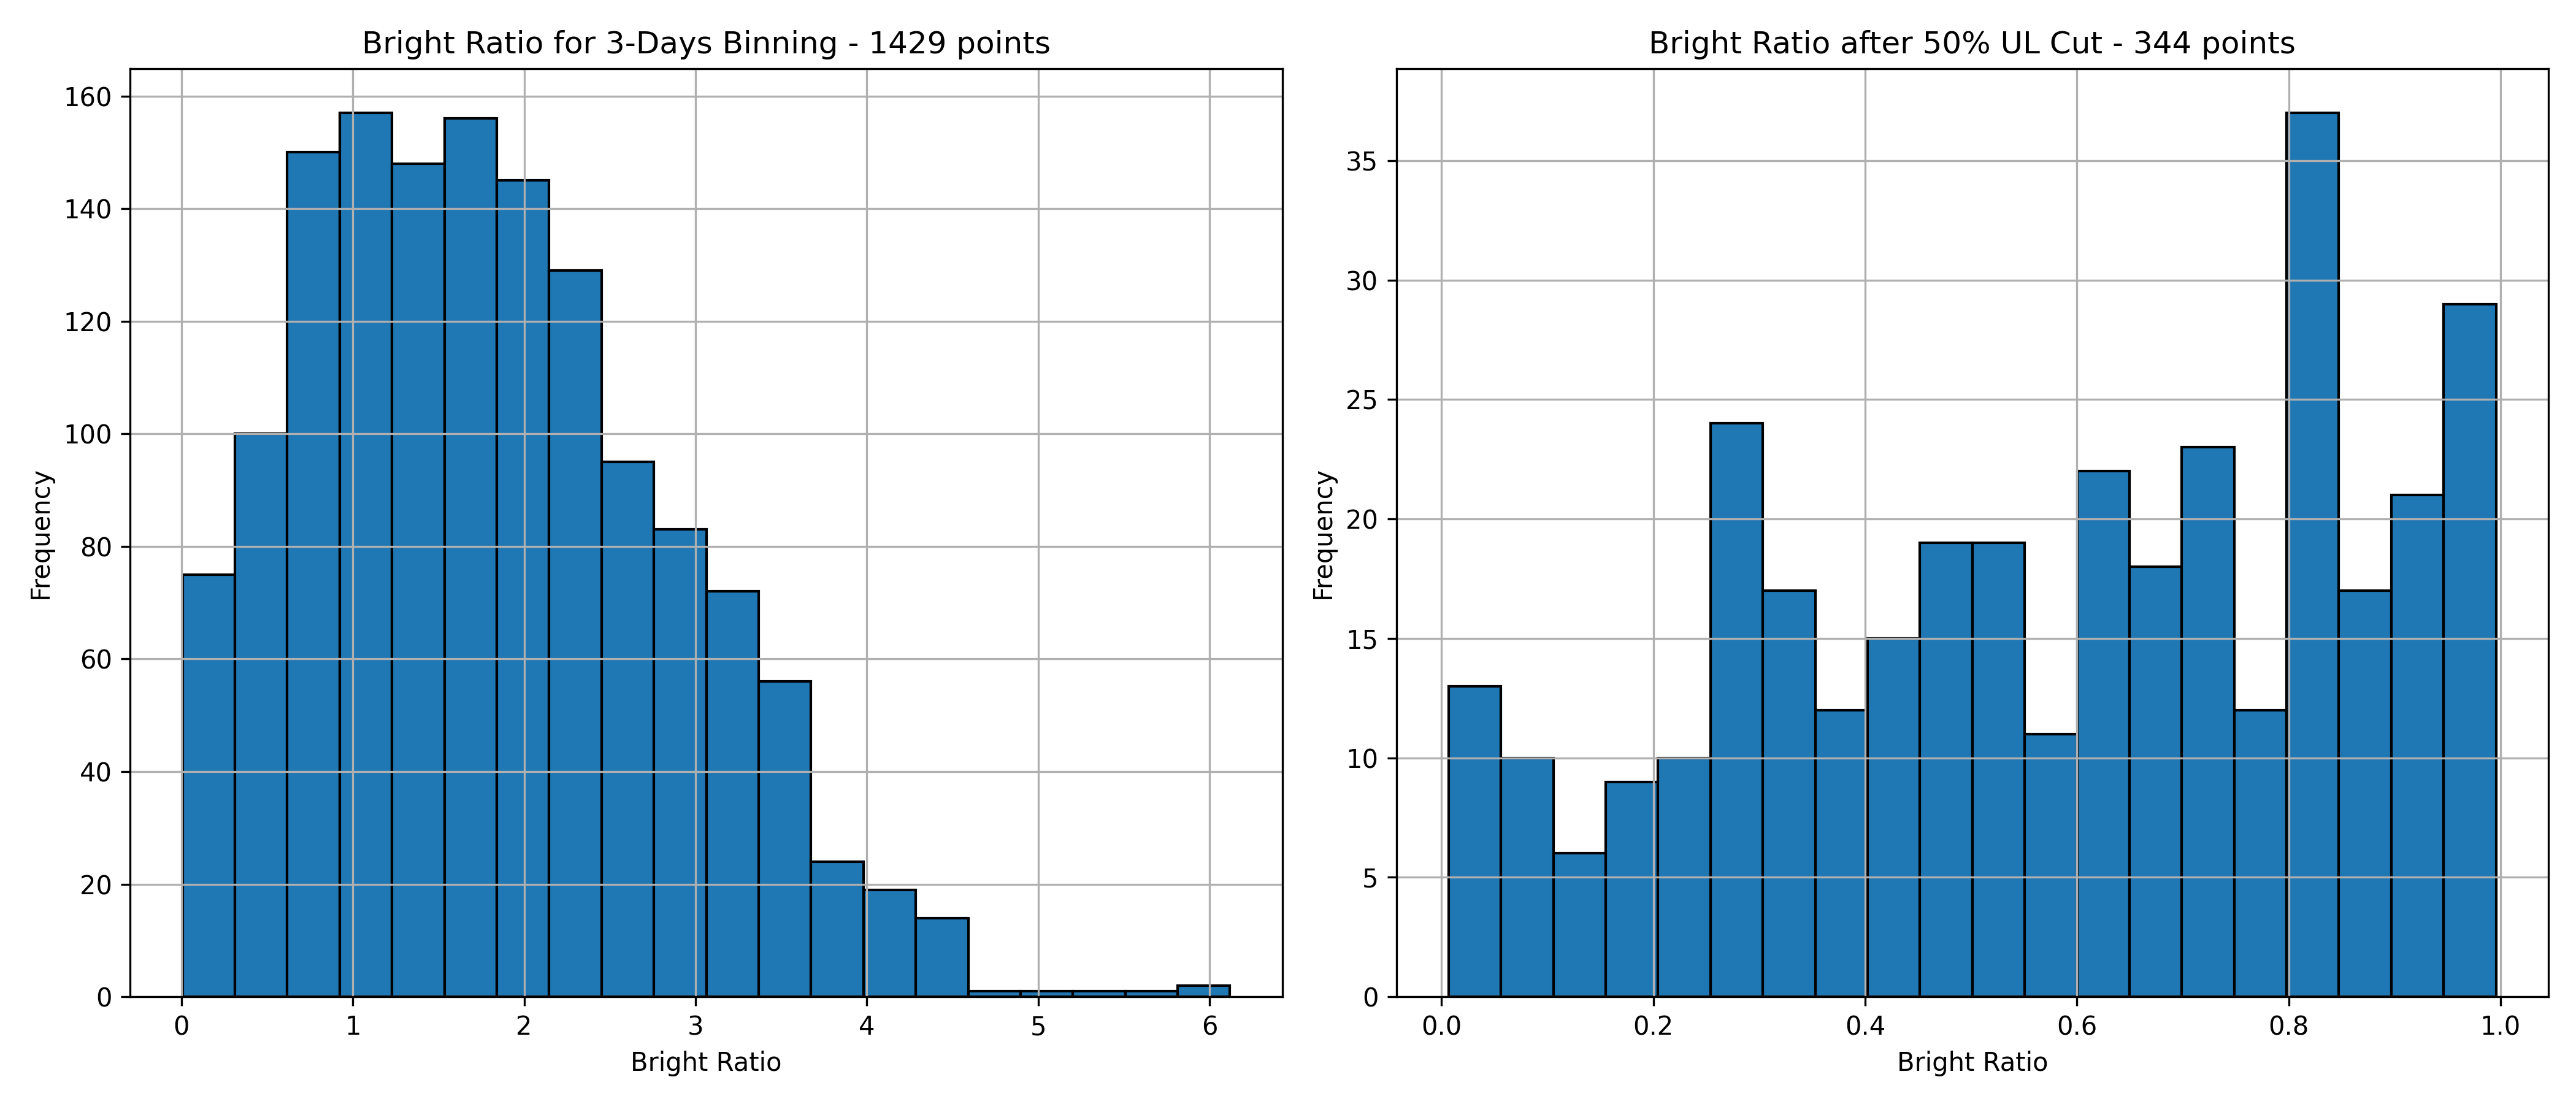 Bright Ratio for 3-Days Binning - 1429 points
Frequency
160
140
120
100
80
60
40
20
0
0 1 2 3 4 5 6
Bright Ratio
Bright Ratio after 50% UL Cut - 344 points
Frequency
35
30
25
20
15
10
5
0
0.0 0.2 0.4 0.6 0.8 1.0
Bright Ratio